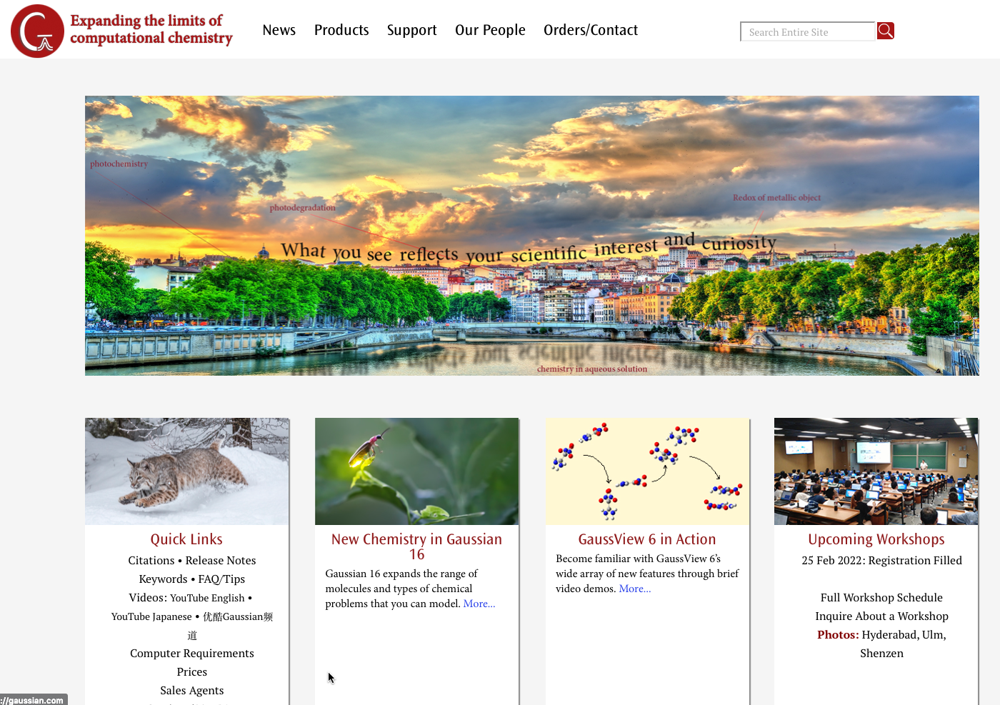 Expanding the limits of
computational chemistry
News Products Support Our People Orders/Contact
Search Entire Site
photochemistry
photodegradation
Redox of metallic object
What you see reflects your scientific interest and curiosity
chemistry in aqueous solution
Quick Links
Citations • Release Notes
Keywords • FAQ/Tips
Videos: YouTube English •
YouTube Japanese • 优酷Gaussian频
道
Computer Requirements
Prices
Sales Agents
New Chemistry in Gaussian
16
Gaussian 16 expands the range of
molecules and types of chemical
problems that you can model. More...
GaussView 6 in Action
Become familiar with GaussView 6's
wide array of new features through brief
video demos. More...
Upcoming Workshops
25 Feb 2022: Registration Filled
Full Workshop Schedule
Inquire About a Workshop
Photos: Hyderabad, Ulm,
Shenzen
://gaussian.com